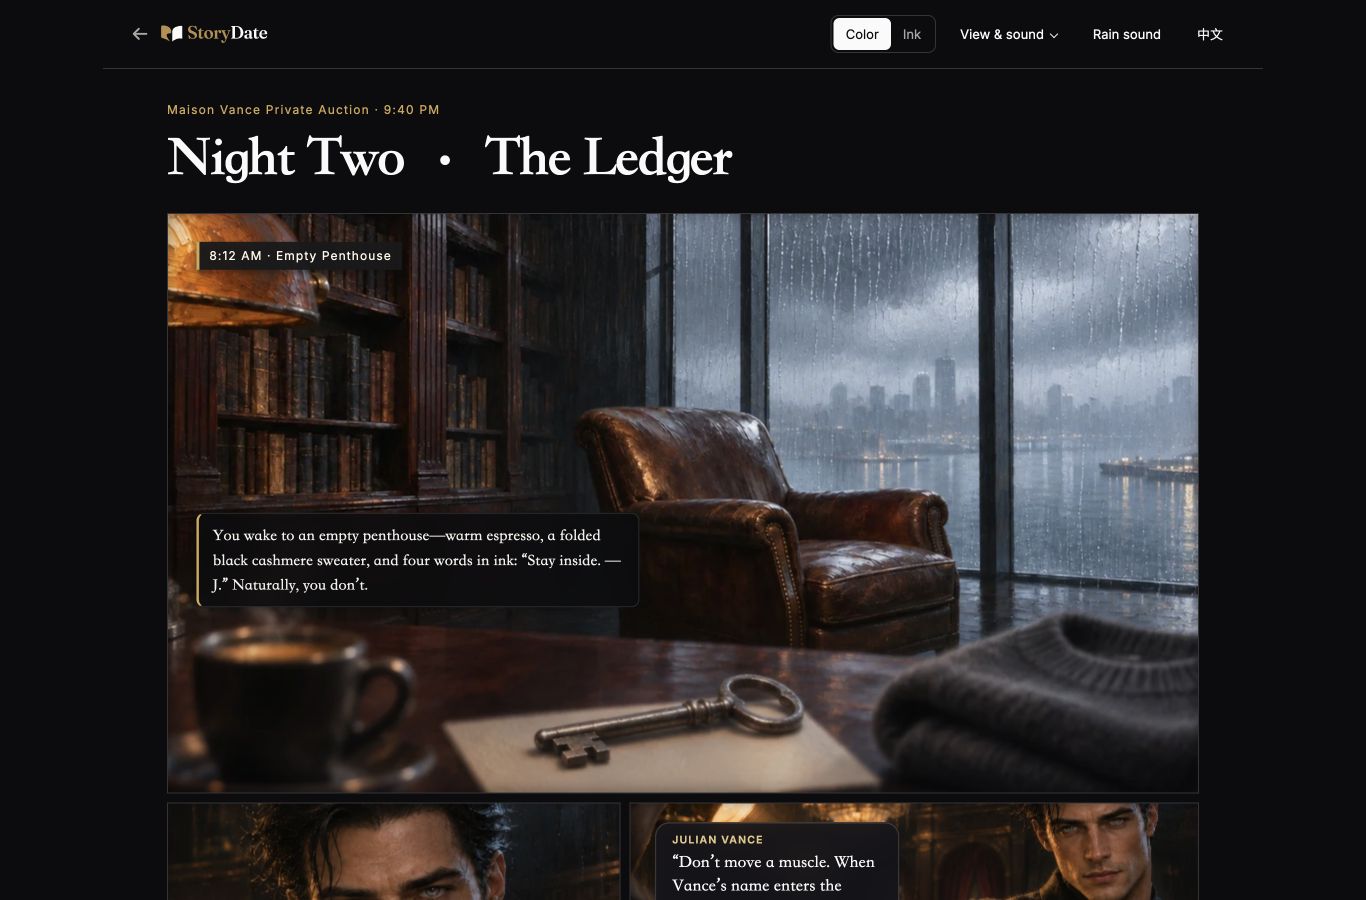 StoryDate
Color
Ink
View & sound
Rain sound
中文
Maison Vance Private Auction · 9:40 PM
Night Two · The Ledger
8:12 AM · Empty Penthouse
You wake to an empty penthouse—warm espresso, a folded
black cashmere sweater, and four words in ink: “Stay inside. —
J.” Naturally, you don’t.
JULIAN VANCE
“Don’t move a muscle. When
Vance’s name enters the